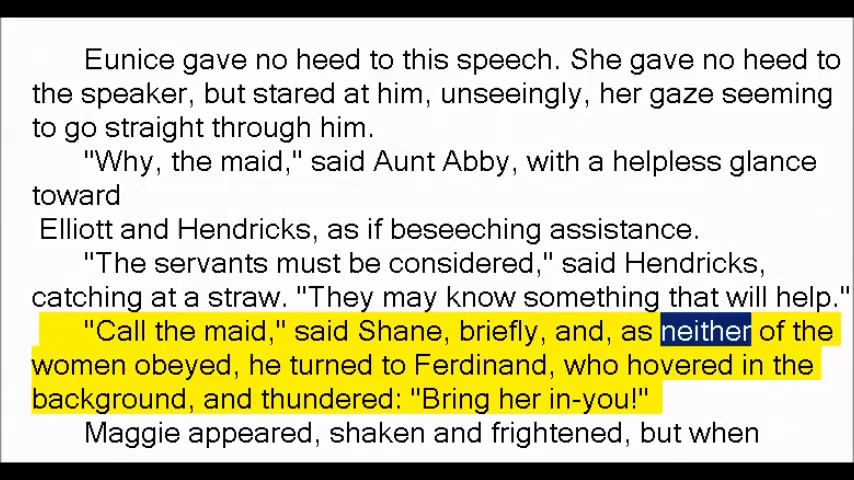 Eunice gave no heed to this speech. She gave no heed to
the speaker, but stared at him, unseeingly, her gaze seeming
to go straight through him.
"Why, the maid," said Aunt Abby, with a helpless glance
toward
Elliott and Hendricks, as if beseeching assistance.
"The servants must be considered," said Hendricks,
catching at a straw. "They may know something that will help."
"Call the maid," said Shane, briefly, and, as neither of the
women obeyed, he turned to Ferdinand, who hovered in the
background, and thundered: "Bring her in-you!"
Maggie appeared, shaken and frightened, but when